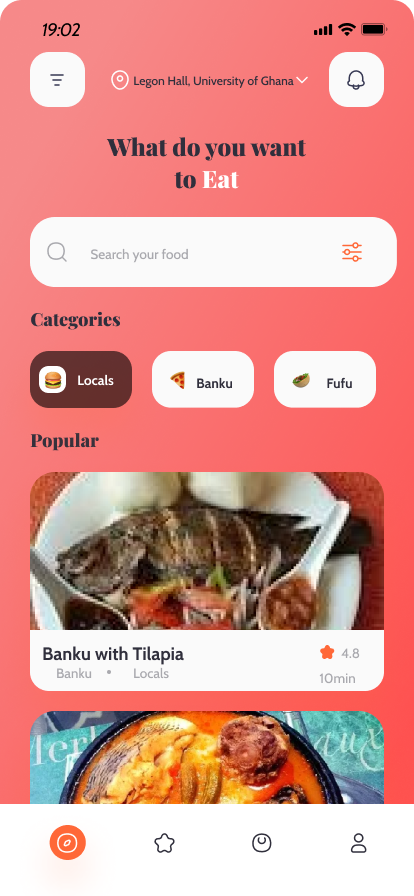 19:02
Legon Hall, University of Ghana
What do you want
to Eat
Search your food
Categories
Locals
Banku
Fufu
Popular
Banku with Tilapia
4.8
Banku • Locals
10min